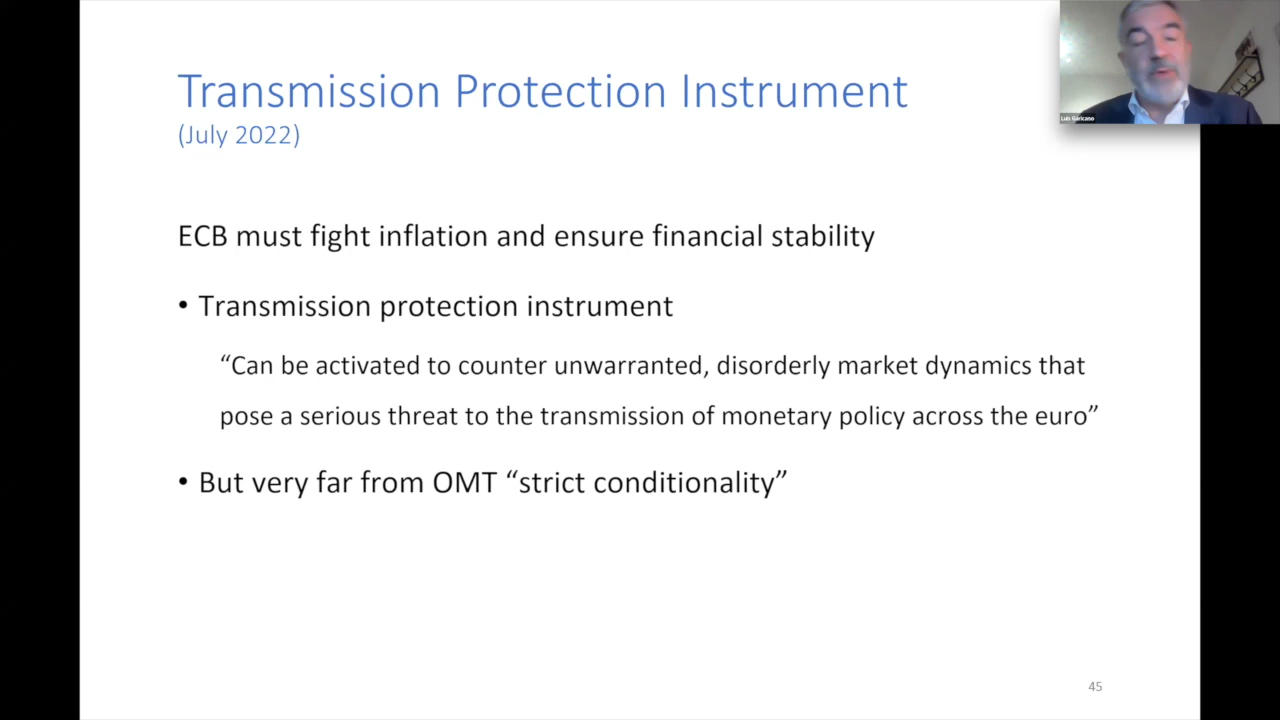 Transmission Protection Instrument
(July 2022)
Luis Garicano
ECB must fight inflation and ensure financial stability
• Transmission protection instrument
“Can be activated to counter unwarranted, disorderly market dynamics that
pose a serious threat to the transmission of monetary policy across the euro”
• But very far from OMT “strict conditionality”
45